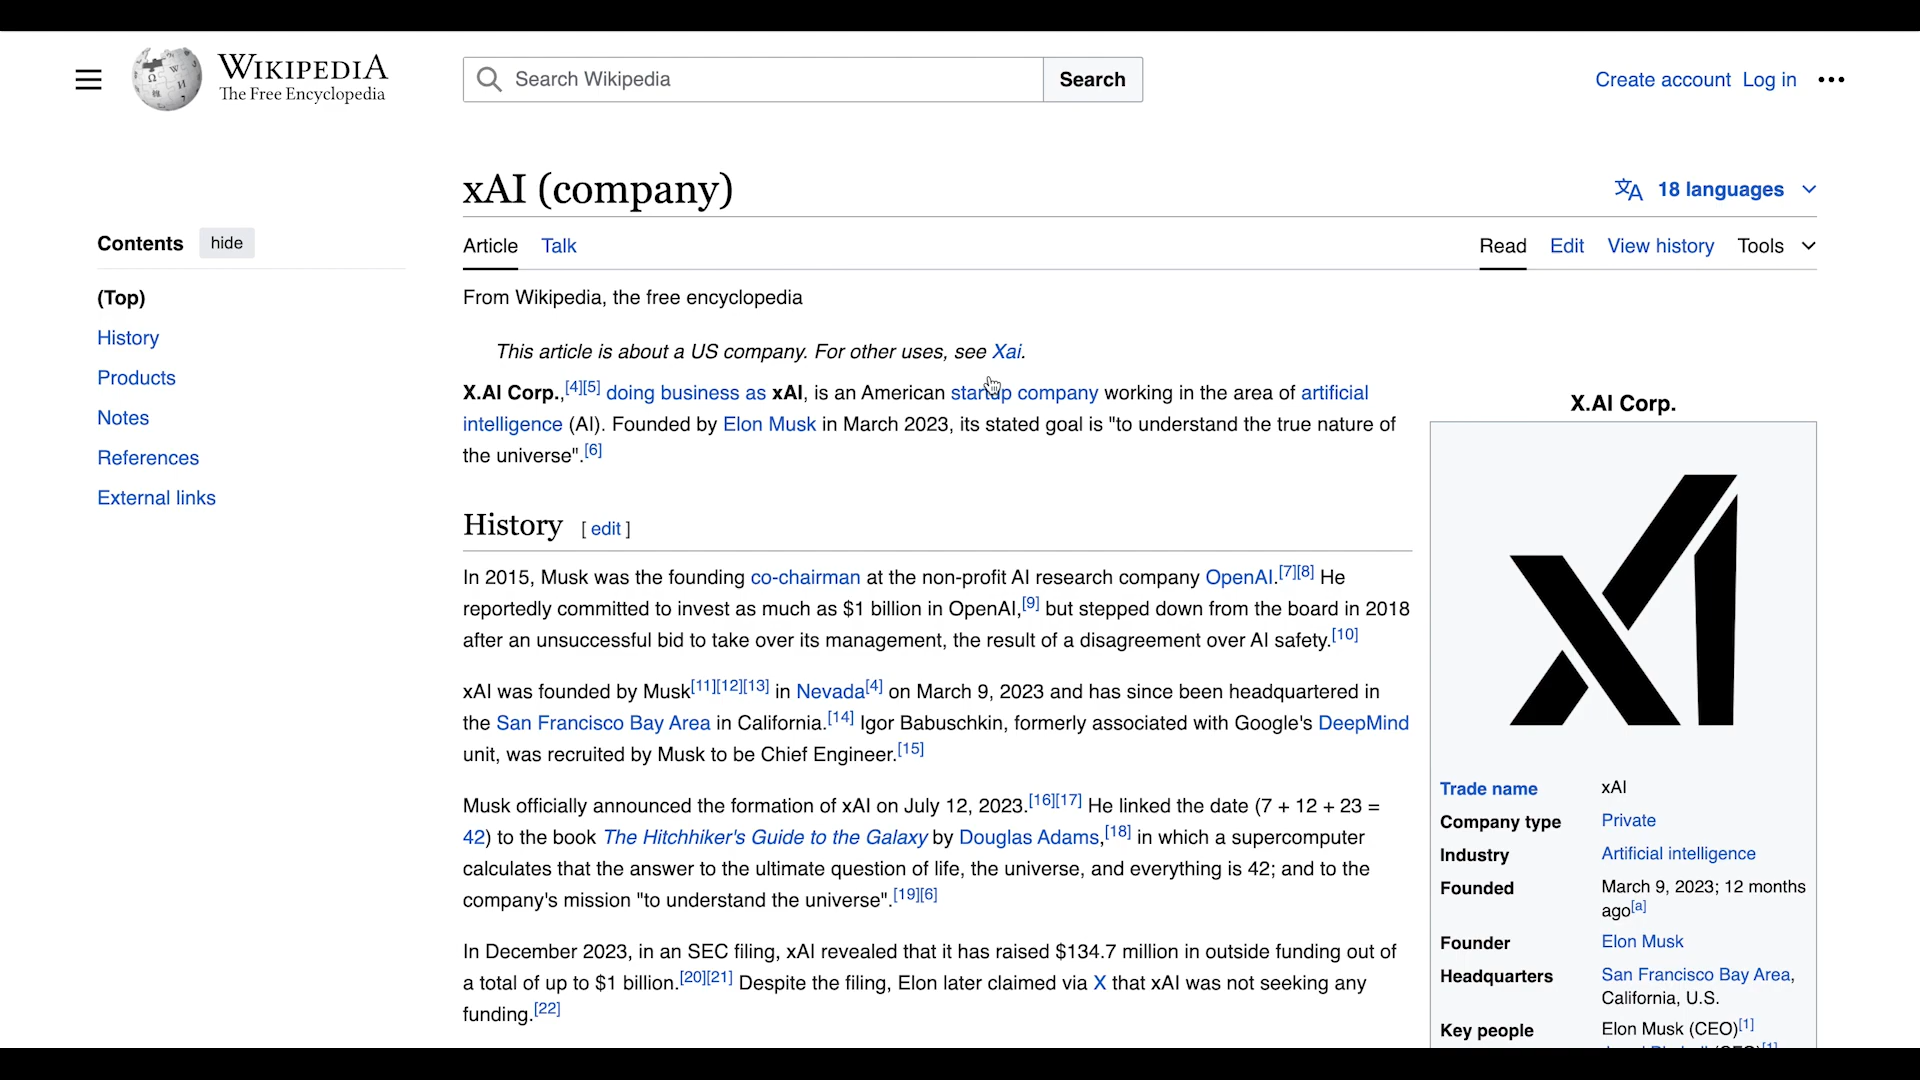 WIKIPEDIA
The Free Encyclopedia
Search Wikipedia
Search
Create account Log in
xAI (company)
18 languages
Contents hide
Article Talk
Read Edit View history Tools
(Top)
History
Products
Notes
References
External links
From Wikipedia, the free encyclopedia
This article is about a US company. For other uses, see Xai.
X.AI Corp.,[4][5] doing business as xAI, is an American startup company working in the area of artificial
intelligence (AI). Founded by Elon Musk in March 2023, its stated goal is "to understand the true nature of
the universe".[6]
History [ edit ]
In 2015, Musk was the founding co-chairman at the non-profit AI research company OpenAI.[7][8] He
reportedly committed to invest as much as $1 billion in OpenAI,[9] but stepped down from the board in 2018
after an unsuccessful bid to take over its management, the result of a disagreement over AI safety.[10]
xAI was founded by Musk[11][12][13] in Nevada[4] on March 9, 2023 and has since been headquartered in
the San Francisco Bay Area in California.[14] Igor Babuschkin, formerly associated with Google's DeepMind
unit, was recruited by Musk to be Chief Engineer.[15]
Musk officially announced the formation of xAI on July 12, 2023.[16][17] He linked the date (7 + 12 + 23 =
42) to the book The Hitchhiker's Guide to the Galaxy by Douglas Adams,[18] in which a supercomputer
calculates that the answer to the ultimate question of life, the universe, and everything is 42; and to the
company's mission "to understand the universe".[19][6]
In December 2023, in an SEC filing, xAI revealed that it has raised $134.7 million in outside funding out of
a total of up to $1 billion.[20][21] Despite the filing, Elon later claimed via X that xAI was not seeking any
funding.[22]
X.AI Corp.
Trade name xAI
Company type Private
Industry Artificial intelligence
Founded March 9, 2023; 12 months
ago[a]
Founder Elon Musk
Headquarters San Francisco Bay Area,
California, U.S.
Key people Elon Musk (CEO)[1]